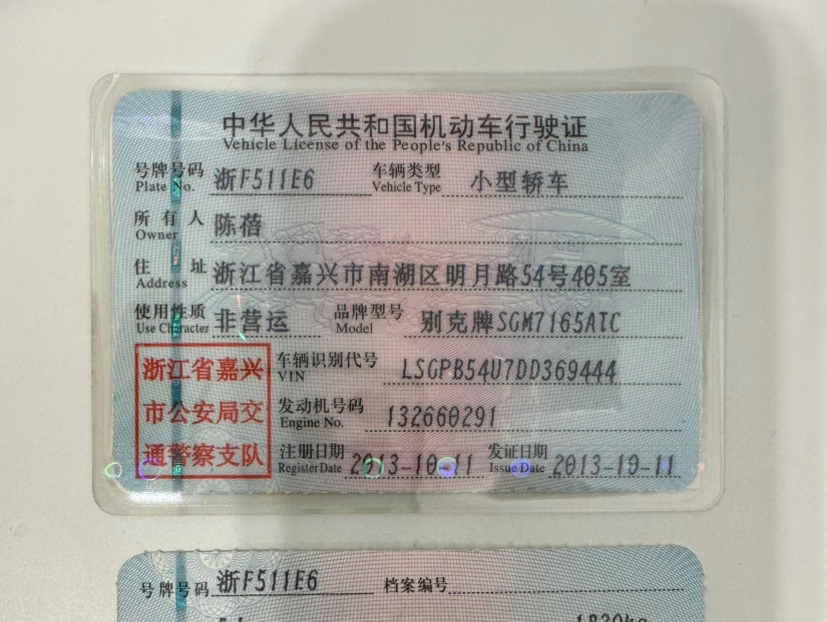 中华人民共和国机动车行驶证
Vehicle License of the People's Republic of China
号牌号码 浙F511E6 车辆类型 小型轿车
Plate No. Vehicle Type
所有人 陈蓓
Owner
住址 浙江省嘉兴市南湖区明月路54号405室
Address
使用性质 非营运 品牌型号 别克牌SGM7165ATC
Use Character Model
浙江省嘉兴
市公安局交
通警察支队
车辆识别代号 LSGPB54U7DD369444
VIN
发动机号码 132660291
Engine No.
注册日期 2013-10-11 发证日期 2013-10-11
Register Date Issue Date
号牌号码 浙F511E6 档案编号